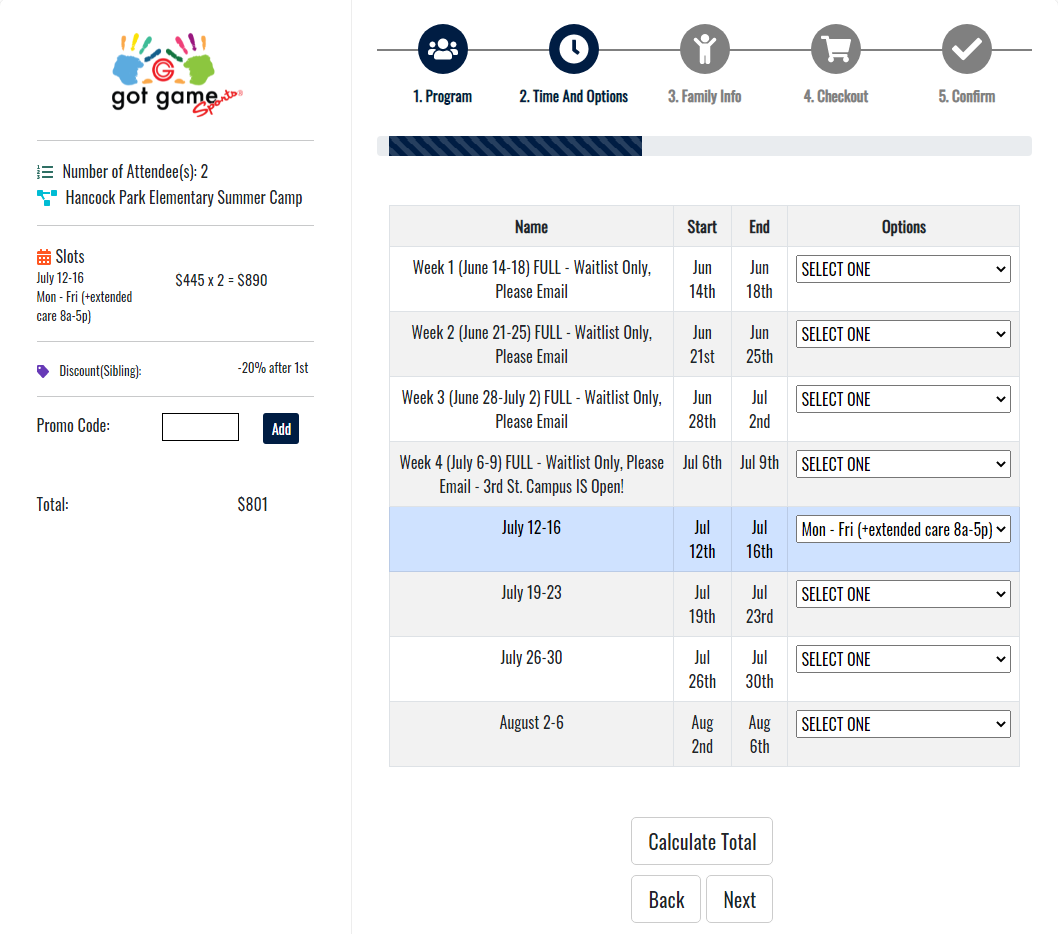 G
got game
Sports®
Number of Attendee(s): 2
Hancock Park Elementary Summer Camp
Slots
July 12-16
Mon - Fri (+extended
care 8a-5p)
$445 x 2 = $890
Discount(Sibling):
-20% after 1st
Promo Code:
Add
Total:
$801
1. Program
2. Time And Options
3. Family Info
4. Checkout
5. Confirm
Name Start End Options
Week 1 (June 14-18) FULL - Waitlist Only, Jun Jun SELECT ONE
Please Email 14th 18th
Week 2 (June 21-25) FULL - Waitlist Only, Jun Jun SELECT ONE
Please Email 21st 25th
Week 3 (June 28-July 2) FULL - Waitlist Only, Jun Jul SELECT ONE
Please Email 28th 2nd
Week 4 (July 6-9) FULL - Waitlist Only, Please Jul 6th Jul 9th SELECT ONE
Email - 3rd St. Campus IS Open!
July 12-16 Jul Jul Mon - Fri (+extended care 8a-5p)
12th 16th
July 19-23 Jul Jul SELECT ONE
19th 23rd
July 26-30 Jul Jul SELECT ONE
26th 30th
August 2-6 Aug Aug SELECT ONE
2nd 6th
Calculate Total
Back Next